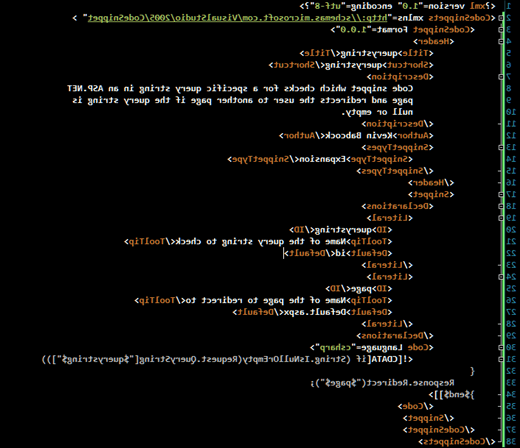 1 <?xml version="1.0" encoding="utf-8"?>
2 <CodeSnippets xmlns="http://schemas.microsoft.com/VisualStudio/2005/CodeSnippet" >
3 <CodeSnippet Format="1.0.0">
4 <Header>
5 <Title>querystring</Title>
6 <Shortcut>querystring</Shortcut>
7 <Description>
8 Code snippet which checks for a specific query string in an ASP.NET
9 page and redirects the user to another page if the query string is
10 null or empty.
11 </Description>
12 <Author>Kevin Babcock</Author>
13 <SnippetTypes>
14 <SnippetType>Expansion</SnippetType>
15 </SnippetTypes>
16 </Header>
17 <Snippet>
18 <Declarations>
19 <Literal>
20 <ID>querystring</ID>
21 <ToolTip>Name of the query string to check</ToolTip>
22 <Default>id</Default>
23 </Literal>
24 <Literal>
25 <ID>page</ID>
26 <ToolTip>Name of the page to redirect to</ToolTip>
27 <Default>Default.aspx</Default>
28 </Literal>
29 </Declarations>
30 <Code Language="csharp">
31 <![CDATA[if (String.IsNullOrEmpty(Request.QueryString["$querystring$"]))
32 {
33 Response.Redirect("$page$");
34 }$end$]]>
35 </Code>
36 </Snippet>
37 </CodeSnippet>
38 </CodeSnippets>